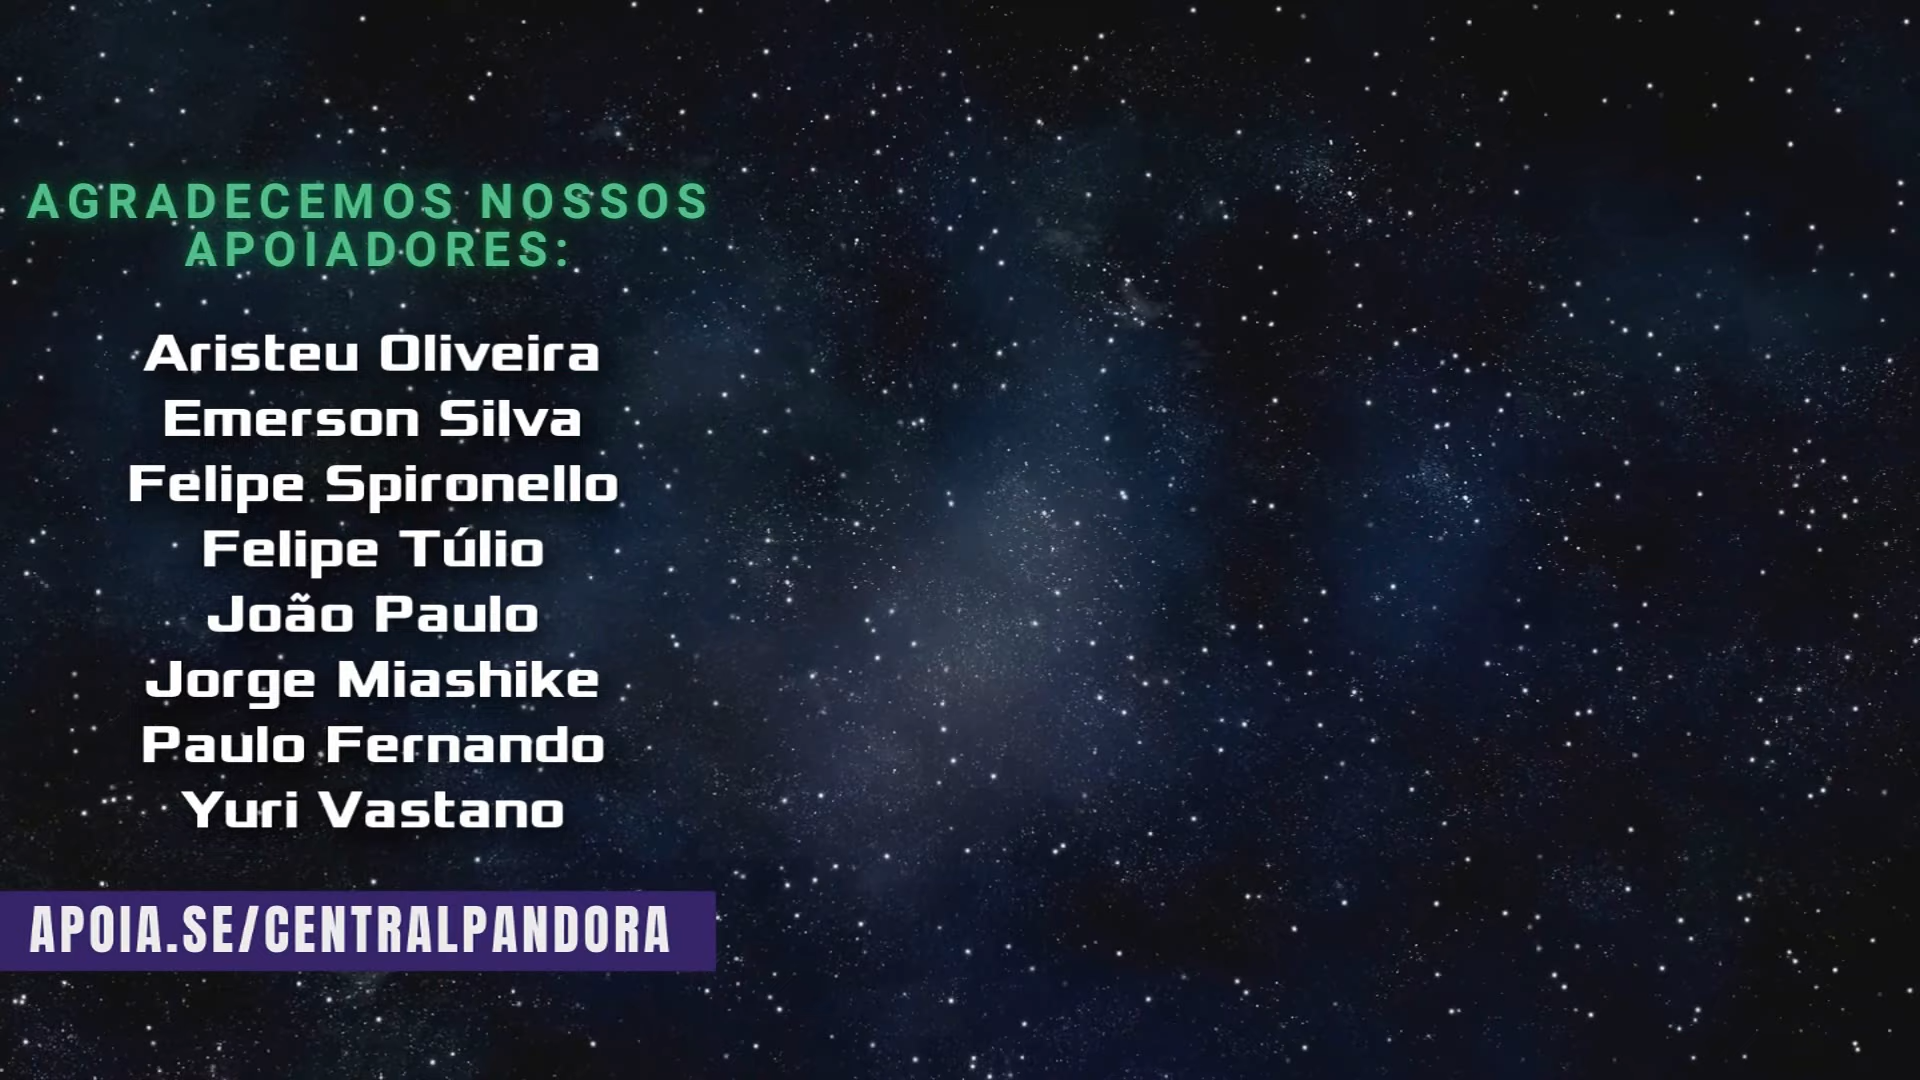 AGRADECEMOS NOSSOS
APOIADORES:
Aristeu Oliveira
Emerson Silva
Felipe Spironello
Felipe Túlio
João Paulo
Jorge Miashike
Paulo Fernando
Yuri Vastano
APOIA.SE/CENTRALPANDORA